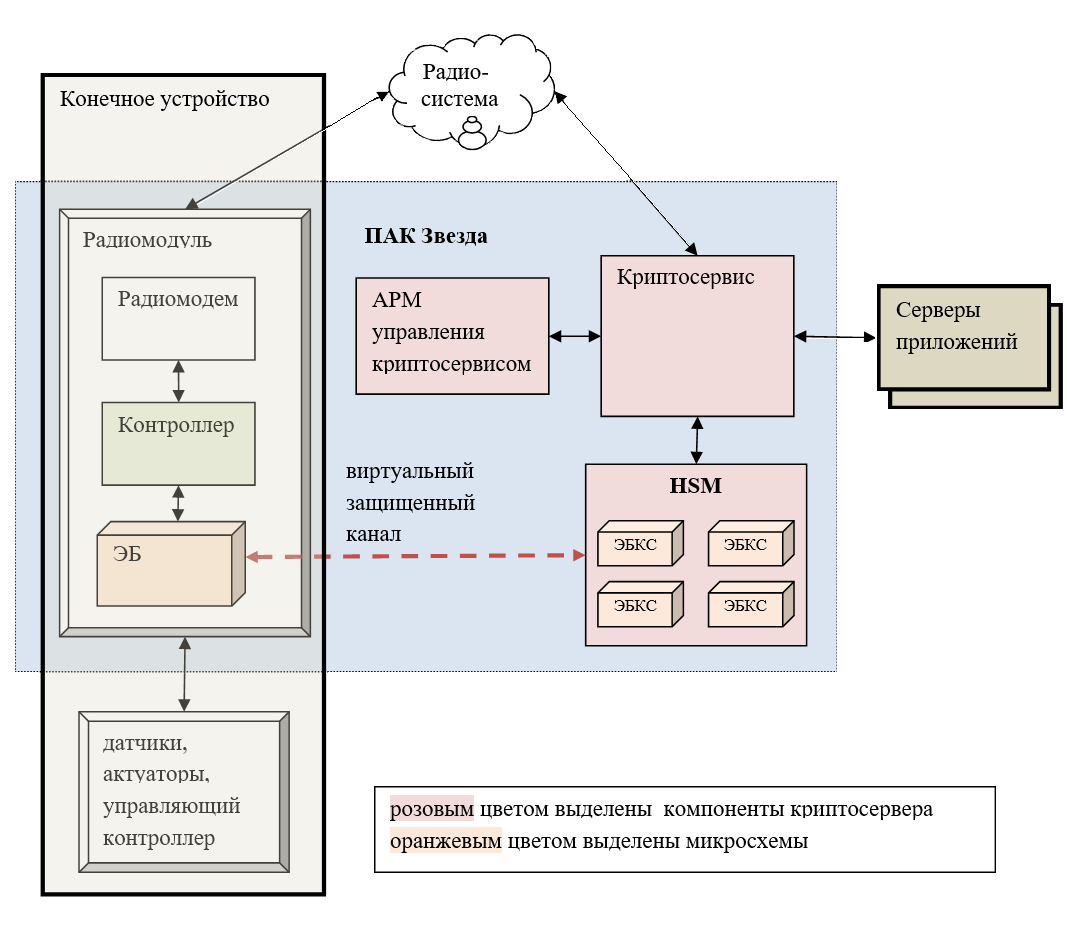 Радио-
система
Конечное устройство
ПАК Звезда
Радиомодуль
Радиомодем
Контроллер
ЭБ
АРМ
управления
криптосервисом
Криптосервис
Серверы
приложений
виртуальный
защищенный
канал
HSM
ЭБКС
ЭБКС
ЭБКС
ЭБКС
датчики,
актуаторы,
управляющий
контроллер
розовым цветом выделены компоненты криптосервера
оранжевым цветом выделены микросхемы